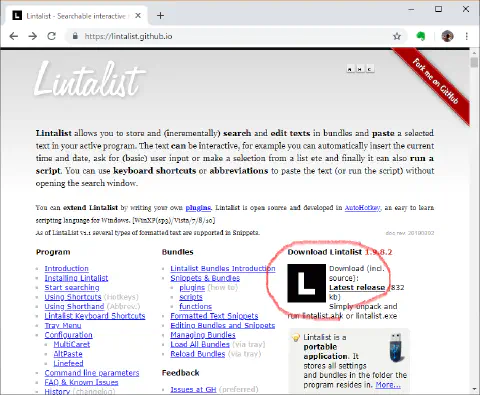 Lintalist - Searchable interactive
https://lintalist.github.io
Lintalist
Fork me on GitHub
Lintalist allows you to store and (incrementally) search and edit texts in bundles and paste a selected
text in your active program. The text can be interactive, for example you can automatically insert the current
time and date, ask for (basic) user input or make a selection from a list etc and finally it can also run a
script. You can use keyboard shortcuts or abbreviations to paste the text (or run the script) without
opening the search window.
You can extend Lintalist by writing your own plugins. Lintalist is open source and developed in AutoHotkey, an easy to learn
scripting language for Windows. [WinXP(sp3)/Vista/7/8/10]
As of Lintalist v1.1 several types of formatted text are supported in Snippets.
doc rev. 20190303
Program
Introduction
Installing Lintalist
Start searching
Using Shortcuts (Hotkeys)
Using Shorthand (Abbrev.)
Lintalist Keyboard Shortcuts
Tray Menu
Configuration
MultiCaret
AltPaste
Linefeed
Command line parameters
FAQ & Known Issues
History (changelog)
Bundles
Lintalist Bundles Introduction
Snippets & Bundles
plugins (how to)
scripts
functions
Formatted Text Snippets
Editing Bundles and Snippets
Managing Bundles
Load All Bundles (via tray)
Reload Bundles (via tray)
Feedback
Issues at GH (preferred)
Download Lintalist 1.9.8.2
L
Download (incl.
source):
Latest release (832
kb)
Simply unpack and
run lintalist.ahk or lintalist.exe
Lintalist is a
portable
application. It
stores all settings
and bundles in the folder the
program resides in. More...